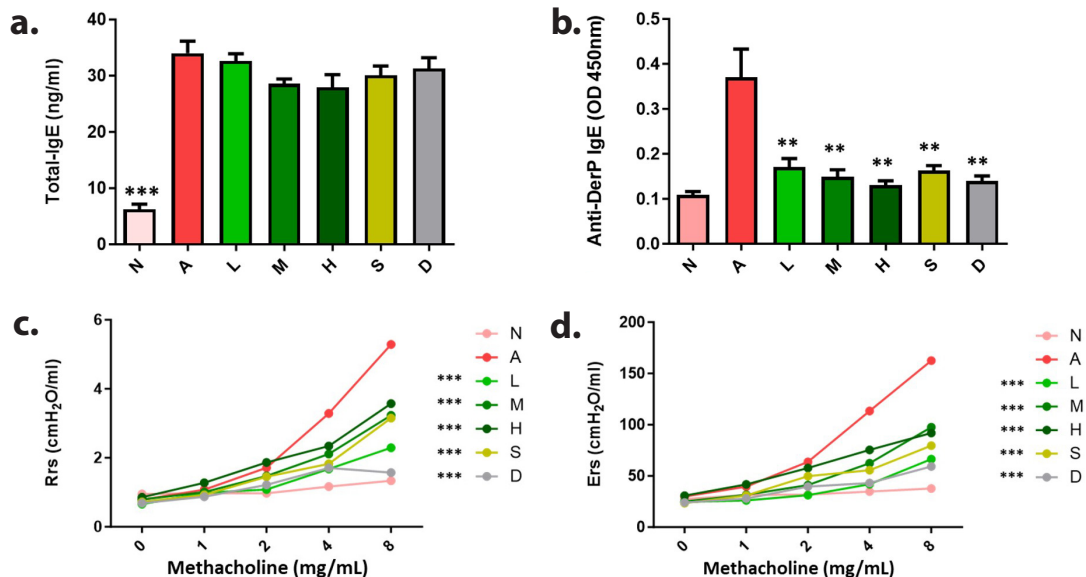 a.
Total-IgE (ng/ml)
40
30
20
10
0
***
N A L M H S D
b.
Anti-DerP IgE (OD 450nm)
0.5
0.4
0.3
0.2
0.1
0.0
** ** ** ** **
N A L M H S D
c.
Rrs (cmH₂O/ml)
6
4
2
0
0 1 2 4 8
Methacholine (mg/mL)
N
A
*** L
*** M
*** H
*** S
*** D
d.
Ers (cmH₂O/ml)
200
150
100
50
0
0 1 2 4 8
Methacholine (mg/mL)
N
A
*** L
*** M
*** H
*** S
*** D